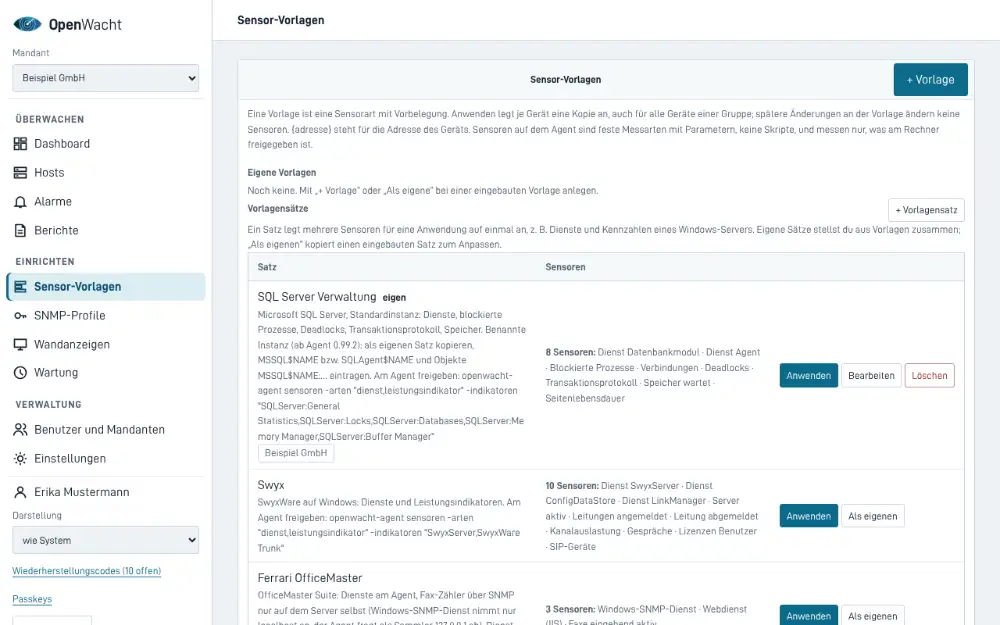 OpenWacht
Mandant
Beispiel GmbH
ÜBERWACHEN
Dashboard
Hosts
Alarme
Berichte
EINRICHTEN
Sensor-Vorlagen
SNMP-Profile
Wandanzeigen
Wartung
VERWALTUNG
Benutzer und Mandanten
Einstellungen
Erika Mustermann
Darstellung
wie System
Wiederherstellungscodes (10 offen)
Passkeys
Sensor-Vorlagen
Sensor-Vorlagen
+ Vorlage
Eine Vorlage ist eine Sensorart mit Vorbelegung. Anwenden legt je Gerät eine Kopie an, auch für alle Geräte einer Gruppe; spätere Änderungen an der Vorlage ändern keine
Sensoren. {adresse} steht für die Adresse des Geräts. Sensoren auf dem Agent sind feste Messarten mit Parametern, keine Skripte, und messen nur, was am Rechner
freigegeben ist.
Eigene Vorlagen
Noch keine. Mit „+ Vorlage“ oder „Als eigene“ bei einer eingebauten Vorlage anlegen.
Vorlagensätze
+ Vorlagensatz
Ein Satz legt mehrere Sensoren für eine Anwendung auf einmal an, z. B. Dienste und Kennzahlen eines Windows-Servers. Eigene Sätze stellst du aus Vorlagen zusammen;
„Als eigenen“ kopiert einen eingebauten Satz zum Anpassen.
Satz
Sensoren
SQL Server Verwaltung eigen
Microsoft SQL Server, Standardinstanz: Dienste, blockierte
Prozesse, Deadlocks, Transaktionsprotokoll, Speicher. Benannte
Instanz (ab Agent 0.99.2): als eigenen Satz kopieren,
MSSQL$NAME bzw. SQLAgent$NAME und Objekte
MSSQL$NAME:... eintragen. Am Agent freigeben: openwacht-
agent sensoren -arten "dienst,leistungsindikator" -indikatoren
"SQLServer:General
Statistics,SQLServer:Locks,SQLServer:Databases,SQLServer:Me
mory Manager,SQLServer:Buffer Manager"
Beispiel GmbH
8 Sensoren: Dienst Datenbankmodul · Dienst Agent
· Blockierte Prozesse · Verbindungen · Deadlocks ·
Transaktionsprotokoll · Speicher wartet ·
Seitenlebensdauer
Anwenden
Bearbeiten
Löschen
Swyx
SwyxWare auf Windows: Dienste und Leistungsindikatoren. Am
Agent freigeben: openwacht-agent sensoren -arten
"dienst,leistungsindikator" -indikatoren "SwyxServer,SwyxWare
Trunk"
10 Sensoren: Dienst SwyxServer · Dienst
ConfigDataStore · Dienst LinkManager · Server
aktiv · Leitungen angemeldet · Leitung abgemeldet
· Kanalauslastung · Gespräche · Lizenzen Benutzer
· SIP-Geräte
Anwenden
Als eigenen
Ferrari OfficeMaster
OfficeMaster Suite: Dienste am Agent, Fax-Zähler über SNMP
nur auf dem Server selbst (Windows-SNMP-Dienst nimmt nur
3 Sensoren: Windows-SNMP-Dienst · Webdienst
(IIS) · Faxe eingehend aktiv
Anwenden
Als eigenen